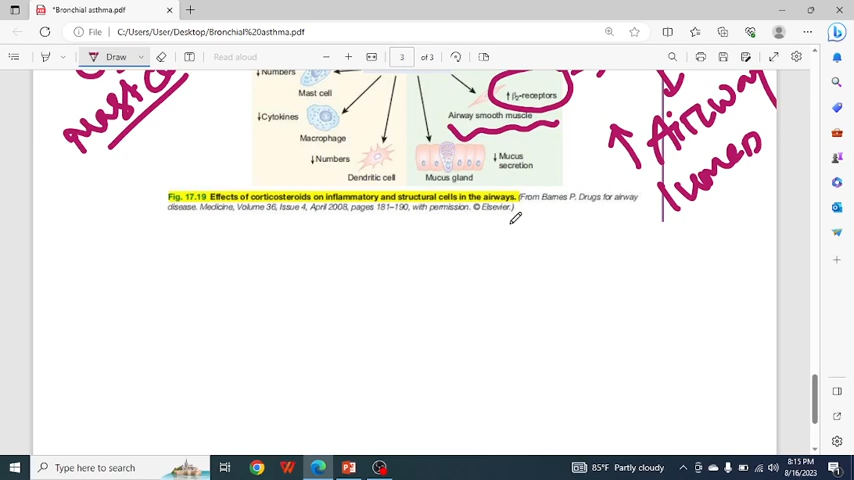 *Bronchial asthma.pdf
File
C:/Users/User/Desktop/Bronchial%20asthma.pdf
Draw
Read aloud
3
of 3
↓Numbers
Mast cell
Mast ce
↑ β₂-receptors
Airway smooth muscle
↓Cytokines
Macrophage
↑ Airway
lumen
↓Numbers
Dendritic cell
Mucus gland
↓ Mucus
secretion
Fig. 17.19 Effects of corticosteroids on inflammatory and structural cells in the airways. (From Barnes P. Drugs for airway
disease. Medicine, Volume 36, Issue 4, April 2008, pages 181–190, with permission. © Elsevier.)
Type here to search
85°F Partly cloudy
8:15 PM
8/16/2023